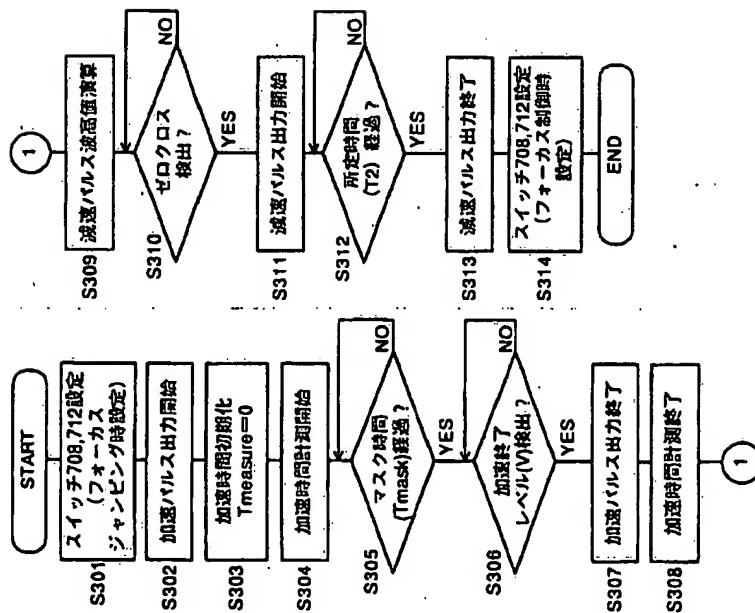 START
S301
スイッチ708,712設定
(フォーカス
ジャンピング時設定)
S302
加速パルス出力開始
S303
加速時間初期化
Tmeasure=0
S304
加速時間計測開始
S305
マスク時間
(Tmask)経過?
NO
YES
S306
加速終了
レベル(V)検出?
NO
YES
S307
加速パルス出力終了
S308
加速時間計測終了
1
1
S309
減速パルス波高値演算
S310
ゼロクロス
検出?
NO
YES
S311
減速パルス出力開始
S312
所定時間
(T2) 経過?
NO
YES
S313
減速パルス出力終了
S314
スイッチ708,712設定
(フォーカス制御時
設定)
END